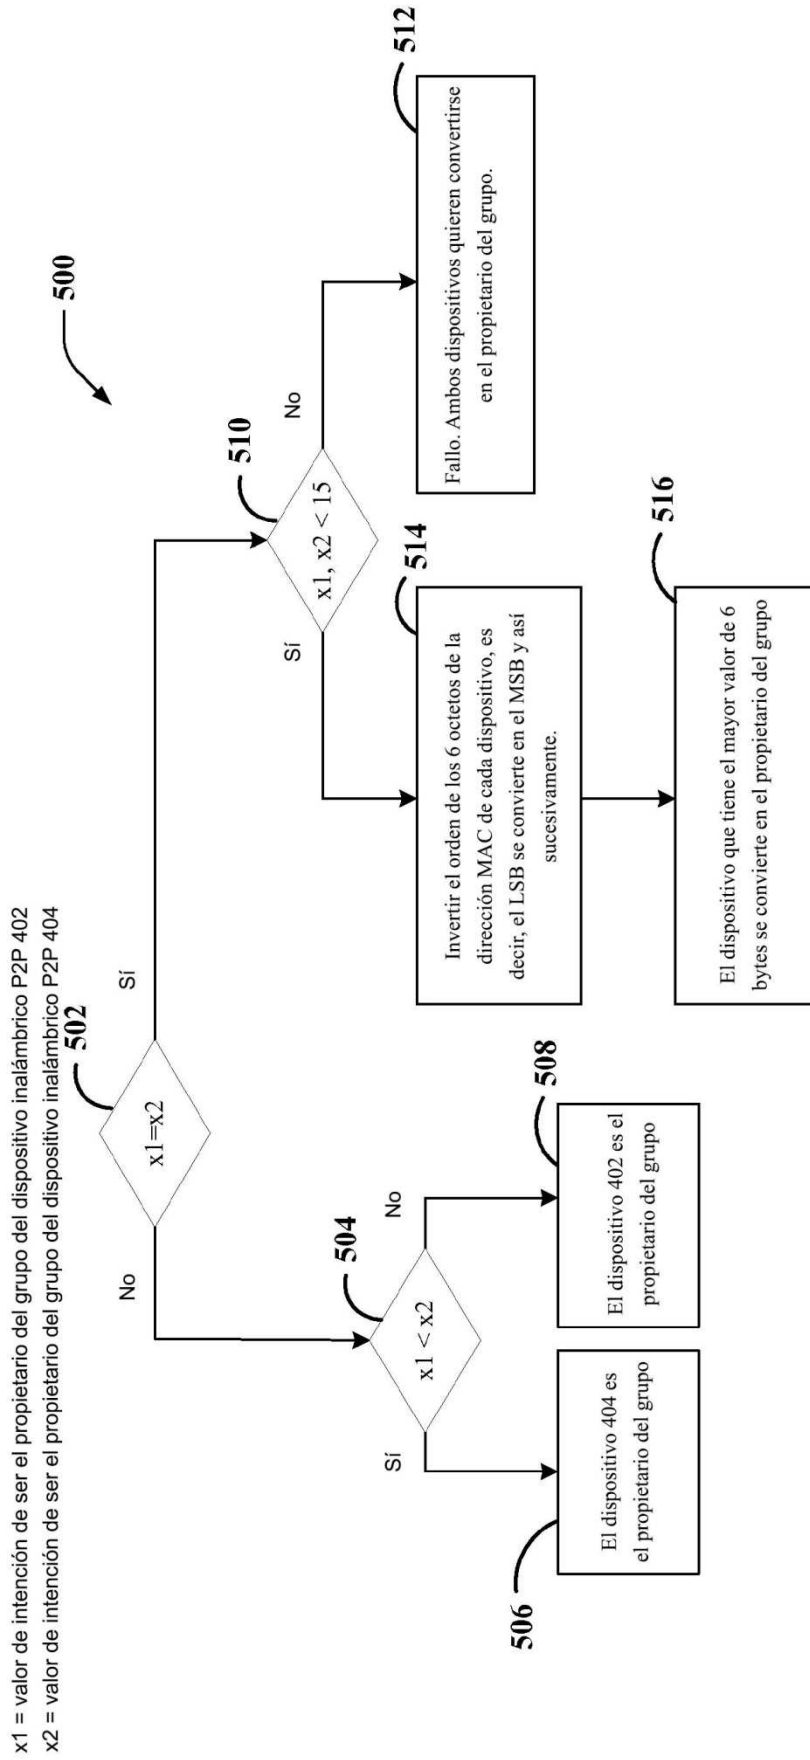 x1 = valor de intención de ser el propietario del grupo del dispositivo inalámbrico P2P 402
x2 = valor de intención de ser el propietario del grupo del dispositivo inalámbrico P2P 404
500
502
x1=x2
No
Sí
504
x1 < x2
Sí
No
510
x1, x2 < 15
Sí
No
506
El dispositivo 404 es
el propietario del grupo
508
El dispositivo 402 es el
propietario del grupo
514
Invertir el orden de los 6 octetos de la
dirección MAC de cada dispositivo, es
decir, el LSB se convierte en el MSB y así
sucesivamente.
512
Fallo. Ambos dispositivos quieren convertirse
en el propietario del grupo.
516
El dispositivo que tiene el mayor valor de 6
bytes se convierte en el propietario del grupo